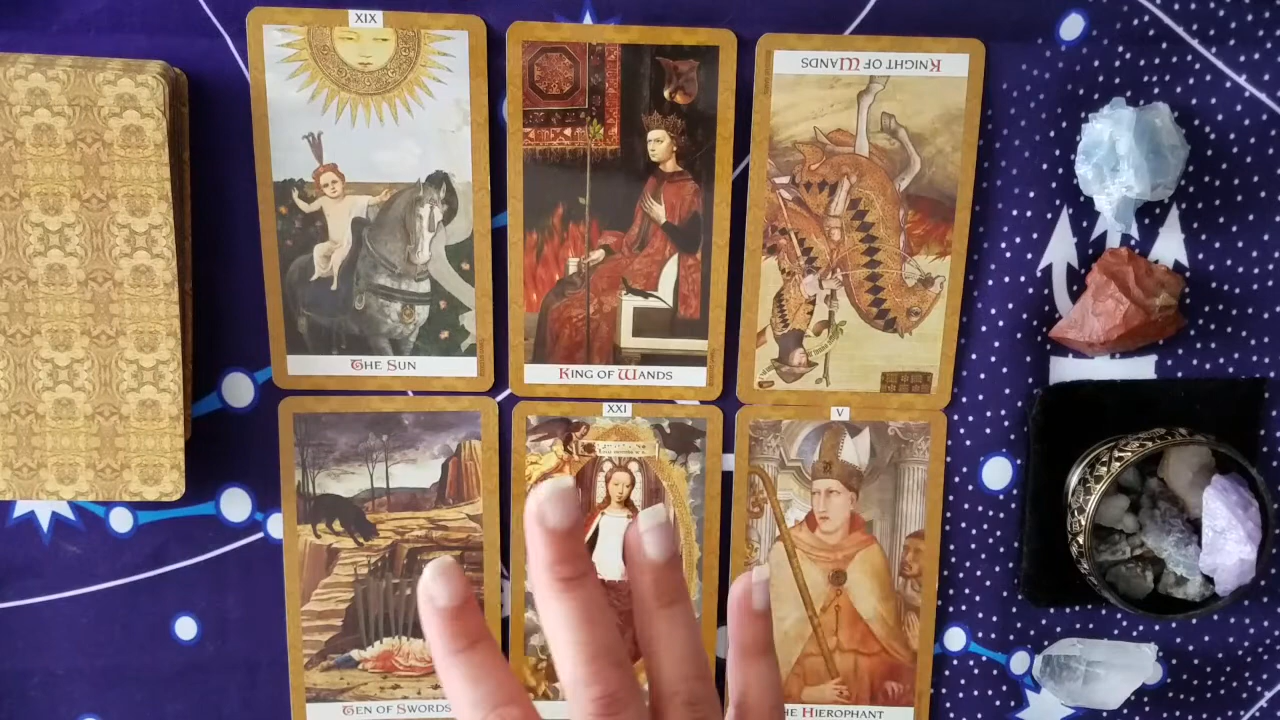 XIX
THE SUN
KING OF WANDS
KNIGHT OF WANDS
TEN OF SWORDS
XXI
V
HE HIEROPHANT